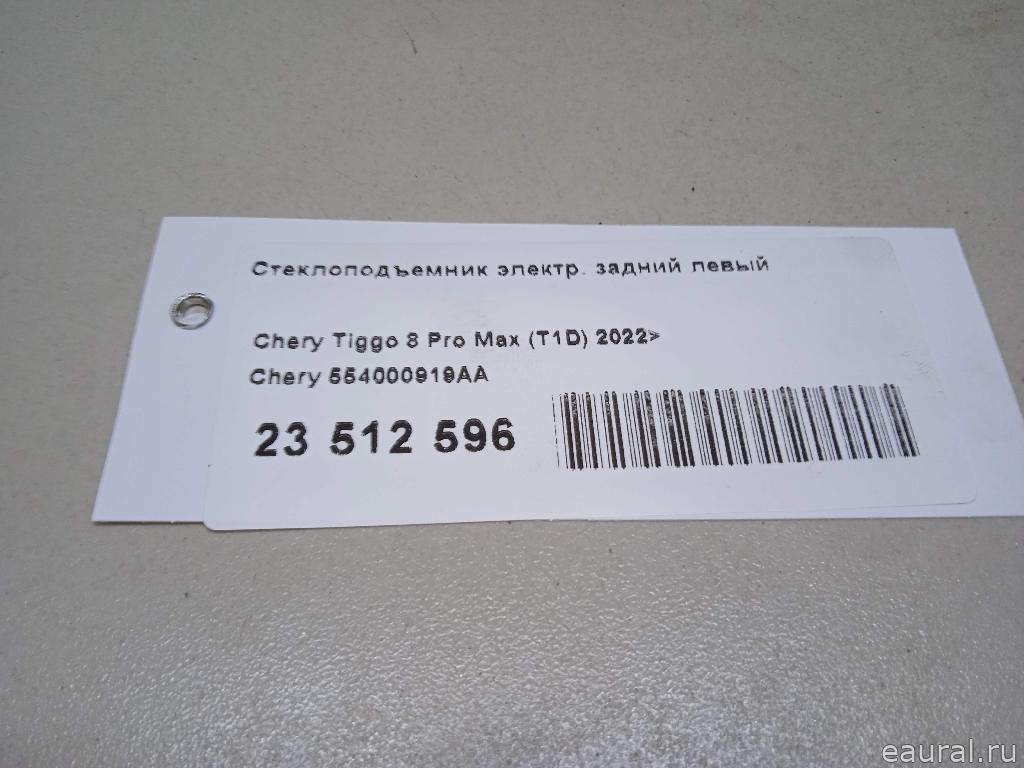 Стеклоподъемник электр. задний левый
Chery Tiggo 8 Pro Max (T1D) 2022>
Chery 554000919AA
23 512 596
eaural.ru